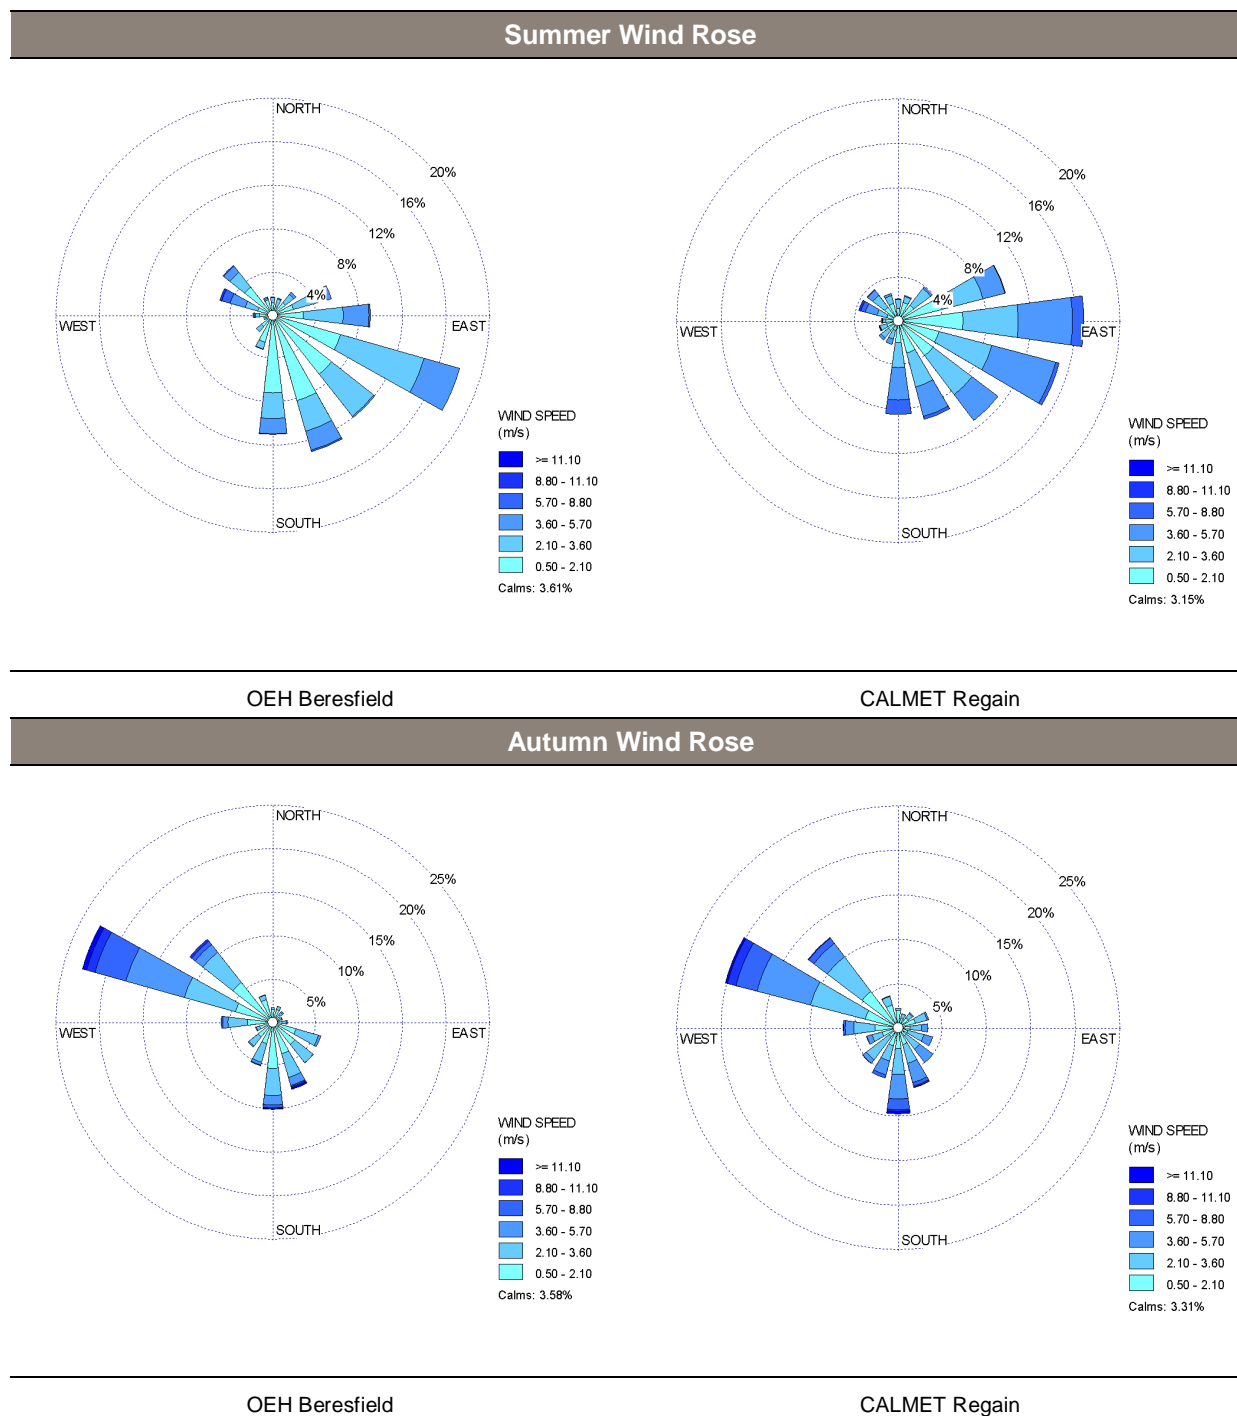 Summer Wind Rose
NORTH
20%
16%
12%
8%
4%
WEST
EAST
SOUTH
WIND SPEED
(m/s)
>= 11.10
8.80 - 11.10
5.70 - 8.80
3.60 - 5.70
2.10 - 3.60
0.50 - 2.10
Calms: 3.61%
NORTH
20%
16%
12%
8%
4%
WEST
EAST
SOUTH
WIND SPEED
(m/s)
>= 11.10
8.80 - 11.10
5.70 - 8.80
3.60 - 5.70
2.10 - 3.60
0.50 - 2.10
Calms: 3.15%
OEH Beresfield
CALMET Regain
Autumn Wind Rose
NORTH
25%
20%
15%
10%
5%
WEST
EAST
SOUTH
WIND SPEED
(m/s)
>= 11.10
8.80 - 11.10
5.70 - 8.80
3.60 - 5.70
2.10 - 3.60
0.50 - 2.10
Calms: 3.58%
NORTH
25%
20%
15%
10%
5%
WEST
EAST
SOUTH
WIND SPEED
(m/s)
>= 11.10
8.80 - 11.10
5.70 - 8.80
3.60 - 5.70
2.10 - 3.60
0.50 - 2.10
Calms: 3.31%
OEH Beresfield
CALMET Regain